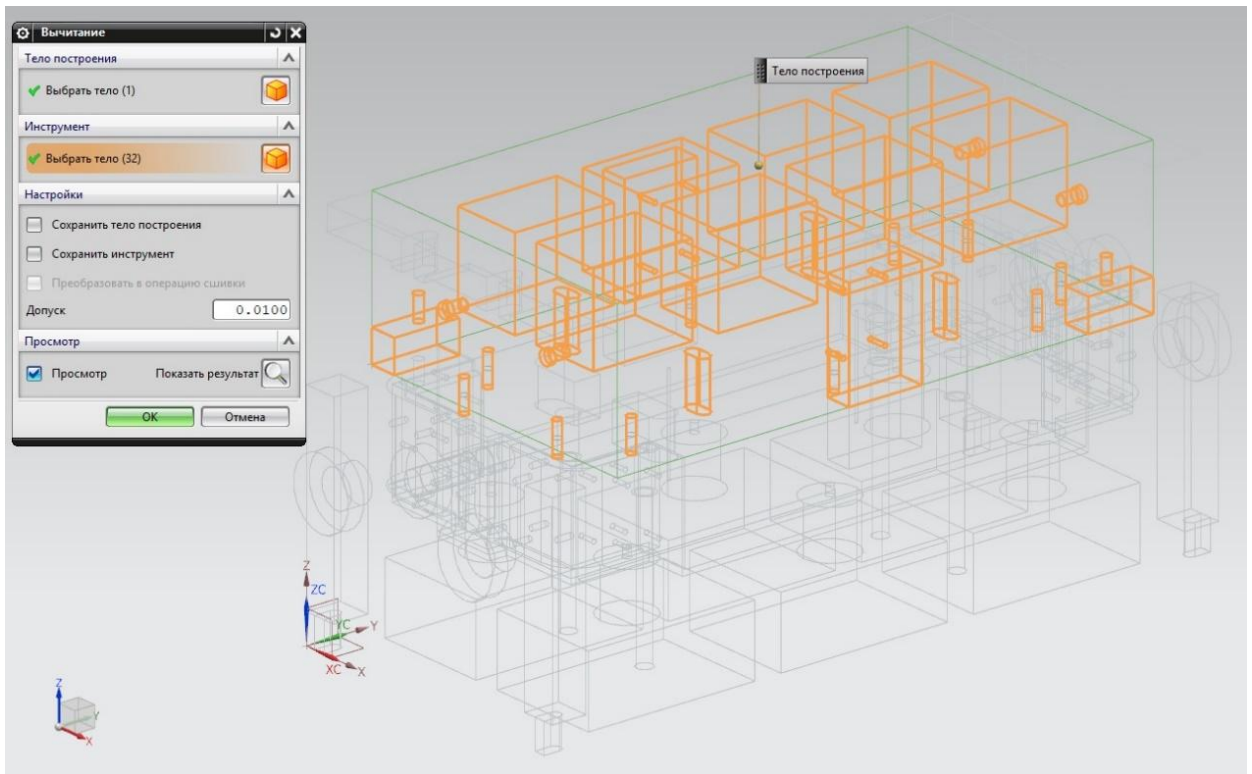 Вычитание
Тело построения
Выбрать тело (1)
Инструмент
Выбрать тело (32)
Настройки
Сохранить тело построения
Сохранить инструмент
Преобразовать в операцию сшивки
Допуск 0.0100
Просмотр
Просмотр Показать результат
ОК Отмена
Тело построения
Z
ZC
YC Y
XC X
Z
Y
X